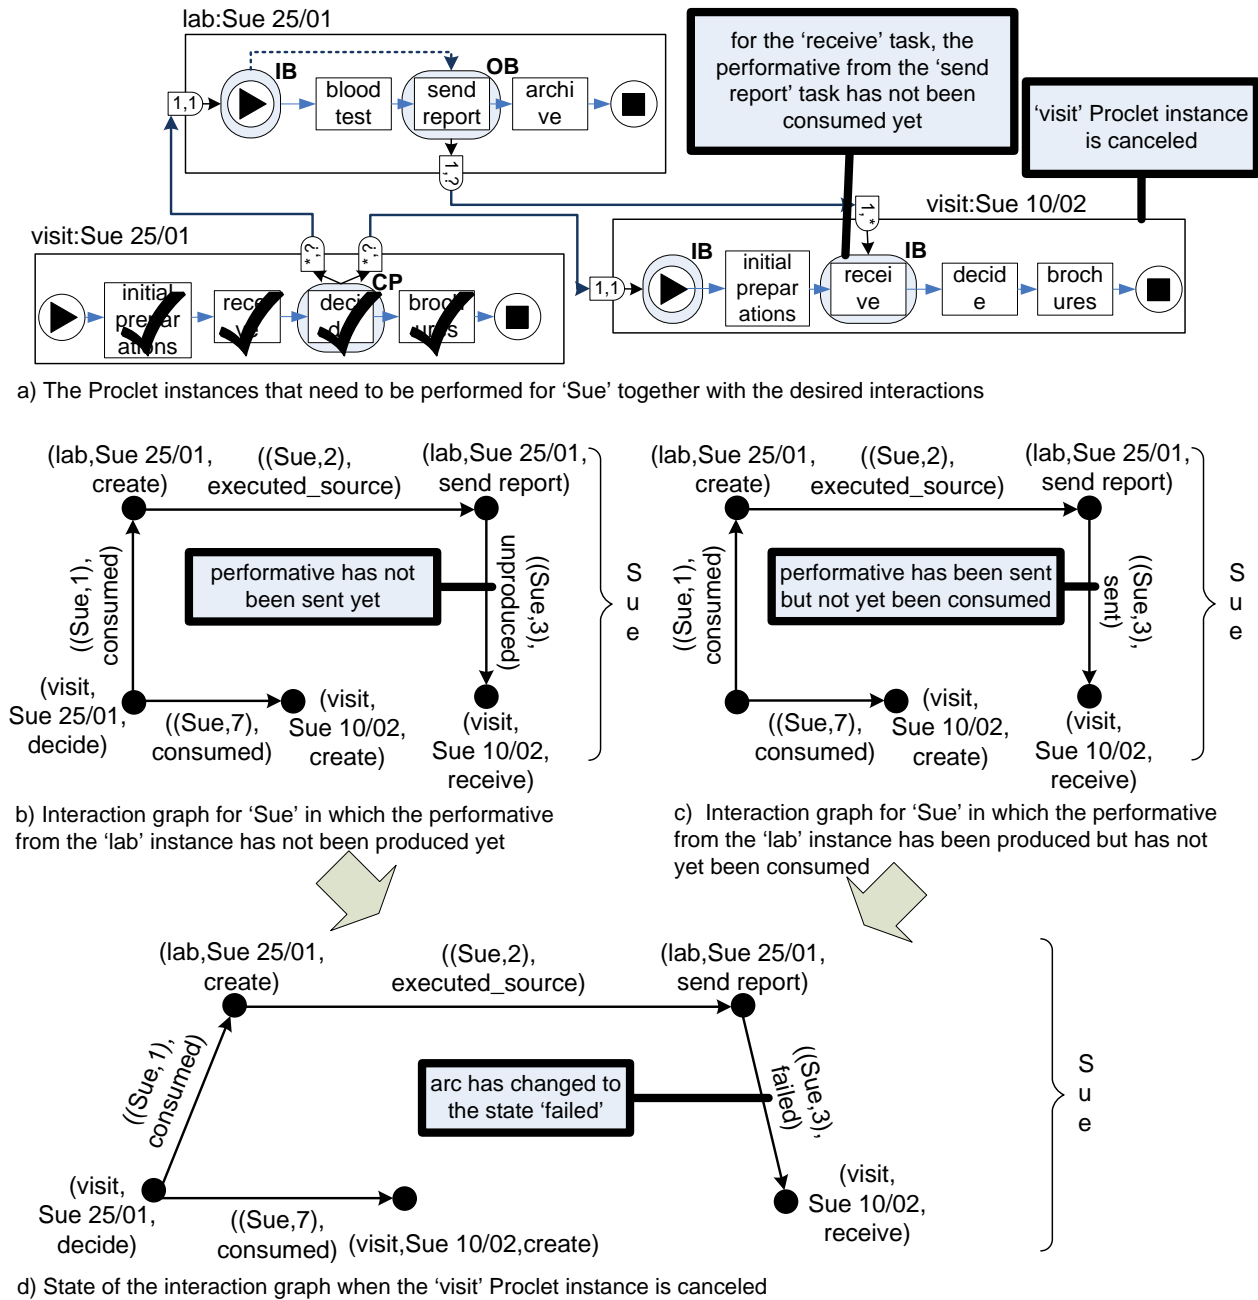 lab:Sue 25/01
IB
OB
1,1
blood
test
send
report
archi
ve
1,?
for the ‘receive’ task, the
performative from the ‘send
report’ task has not been
consumed yet
‘visit’ Proclet instance
is canceled
visit:Sue 25/01
?,*
?,*
CP
initial
prepar
ations
recei
ve
decid
e
broch
ures
visit:Sue 10/02
1,*
IB
IB
1,1
initial
prepar
ations
recei
ve
decid
e
broch
ures
a) The Proclet instances that need to be performed for ‘Sue’ together with the desired interactions
(lab,Sue 25/01,
create)
((Sue,2),
executed_source)
(lab,Sue 25/01,
send report)
((Sue,1),
consumed)
performative has not
been sent yet
((Sue,3),
unproduced)
S
u
e
(visit,
Sue 25/01,
decide)
((Sue,7),
consumed)
(visit,
Sue 10/02,
create)
(visit,
Sue 10/02,
receive)
b) Interaction graph for ‘Sue’ in which the performative
from the ‘lab’ instance has not been produced yet
(lab,Sue 25/01,
create)
((Sue,2),
executed_source)
(lab,Sue 25/01,
send report)
((Sue,1),
consumed)
performative has been sent
but not yet been consumed
((Sue,3),
sent)
S
u
e
((Sue,7),
consumed)
(visit,
Sue 10/02,
create)
(visit,
Sue 10/02,
receive)
c) Interaction graph for ‘Sue’ in which the performative
from the ‘lab’ instance has been produced but has not
yet been consumed
(lab,Sue 25/01,
create)
((Sue,2),
executed_source)
(lab,Sue 25/01,
send report)
((Sue,1),
consumed)
arc has changed to
the state ‘failed’
((Sue,3),
failed)
S
u
e
(visit,
Sue 25/01,
decide)
((Sue,7),
consumed)
(visit,Sue 10/02,create)
(visit,
Sue 10/02,
receive)
d) State of the interaction graph when the ‘visit’ Proclet instance is canceled